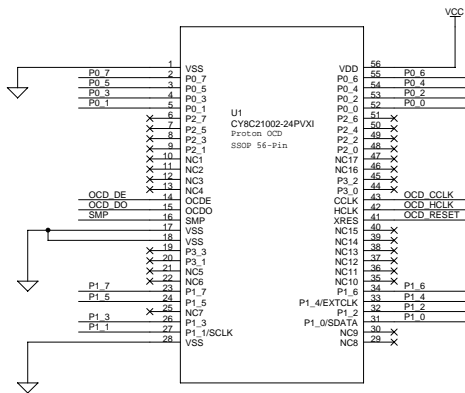 VCC
1 VSS VDD 56
P0_7 2 P0_7 P0_6 55 P0_6
P0_5 3 P0_5 P0_4 54 P0_4
P0_3 4 P0_3 P0_2 53 P0_2
P0_1 5 P0_1 P0_0 52 P0_0
6 P2_7 P2_6 51
7 P2_5 P2_4 50
8 P2_3 P2_2 49
9 P2_1 P2_0 48
10 NC1 NC17 47
11 NC2 NC16 46
12 NC3 P3_2 45
13 NC4 P3_0 44
U1
CY8C21002-24PVXI
Proton OCD
SSOP 56-Pin
OCD_DE 14 OCDE CCLK 43 OCD_CCLK
OCD_DO 15 OCDO HCLK 42 OCD_HCLK
SMP 16 SMP XRES 41 OCD_RESET
17 VSS NC15 40
18 VSS NC14 39
19 P3_3 NC13 38
20 P3_1 NC12 37
21 NC5 NC11 36
22 NC6 NC10 35
P1_7 23 P1_7 P1_6 34 P1_6
P1_5 24 P1_5 P1_4/EXTCLK 33 P1_4
25 NC7 P1_2 32 P1_2
P1_3 26 P1_3 P1_0/SDATA 31 P1_0
P1_1 27 P1_1/SCLK NC9 30
28 VSS NC8 29